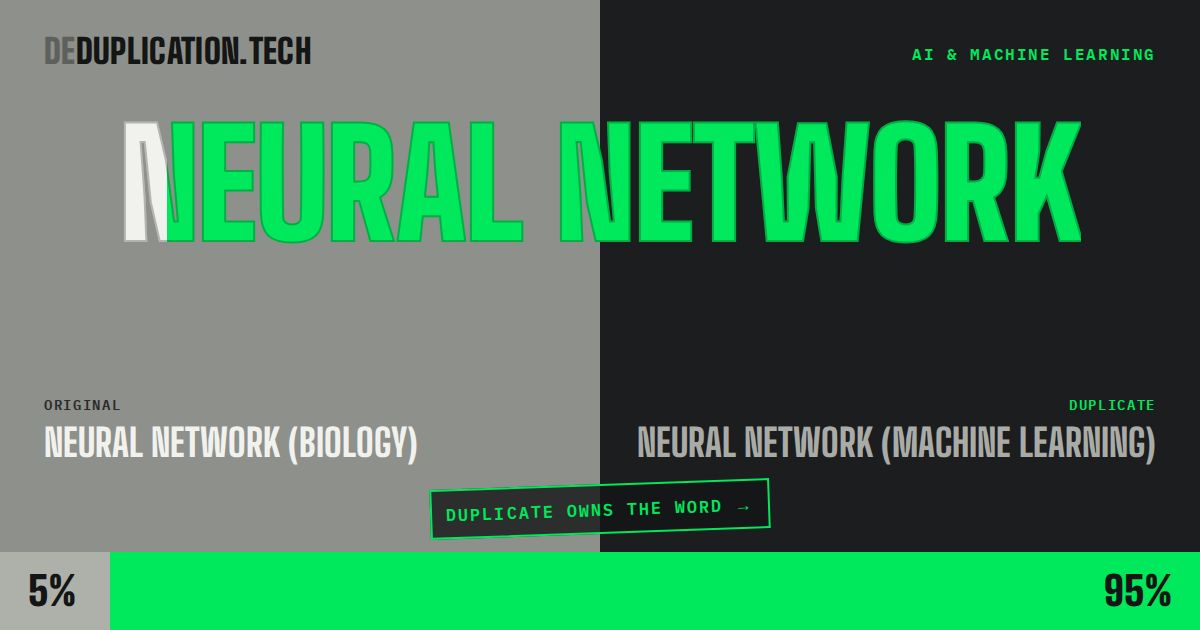 DEDUPLICATION.TECH
AI & MACHINE LEARNING
NEURAL NETWORK
ORIGINAL
NEURAL NETWORK (BIOLOGY)
DUPLICATE
NEURAL NETWORK (MACHINE LEARNING)
DUPLICATE OWNS THE WORD →
5%
95%